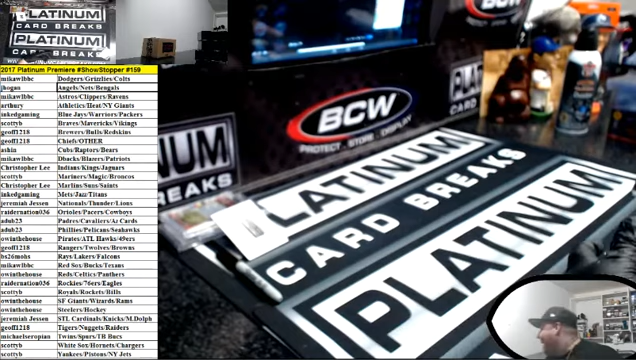 PLATINUM
CARD BREAKS
PLATINUM
CARD BREAKS
2017 Platinum Premiere #ShowStopper #159
mikawlbbc Dodgers/Grizzlies/Colts
jhogan Angels/Nets/Bengals
mikawlbbc Astros/Clippers/Ravens
arthury Athletics/Heat/NY Giants
inkedgaming Blue Jays/Warriors/Packers
scottyb Braves/Mavericks/Vikings
geoff1218 Brewers/Bulls/Redskins
geoff1218 Chiefs/OTHER
ashin Cubs/Raptors/Bears
mikawlbbc Dbacks/Blazers/Patriots
Christopher Lee Indians/Kings/Jaguars
scottyb Mariners/Magic/Broncos
Christopher Lee Marlins/Suns/Saints
inkedgaming Mets/Jazz/Titans
jeremiah Jessen Nationals/Thunder/Lions
raidernation036 Orioles/Pacers/Cowboys
adub23 Padres/Cavaliers/Az Cards
adub23 Phillies/Pelicans/Seahawks
owinthehouse Pirates/ATL Hawks/49ers
geoff1218 Rangers/Twolves/Browns
bs26mohs Rays/Lakers/Falcons
mikawlbbc Red Sox/Bucks/Texans
owinthehouse Reds/Celtics/Panthers
raidernation036 Rockies/76ers/Eagles
scottyb Royals/Rockets/Bills
owinthehouse SF Giants/Wizards/Rams
owinthehouse Steelers/Hockey
jeremiah Jessen STL Cardinals/Knicks/M.Dolph
geoff1218 Tigers/Nuggets/Raiders
michaelseropian Twins/Spurs/TB Bucs
scottyb White Sox/Hornets/Chargers
scottyb Yankees/Pistons/NY Jets
BCW
PROTECT · STORE · DISPLAY
BCW
PLATINUM
CARD BREAKS
PLATINUM